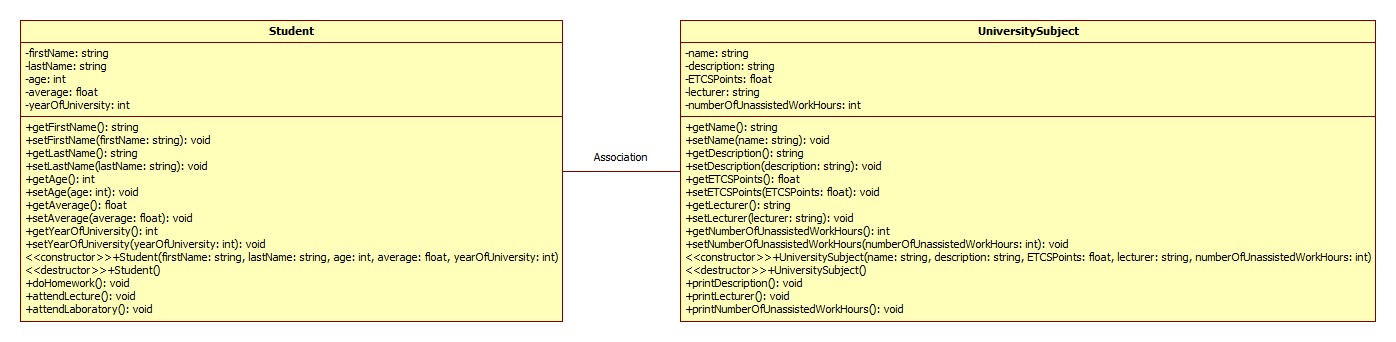 Student
-firstName: string
-lastName: string
-age: int
-average: float
-yearOfUniversity: int
+getFirstName(): string
+setFirstName(firstName: string): void
+getLastName(): string
+setLastName(lastName: string): void
+getAge(): int
+setAge(age: int): void
+getAverage(): float
+setAverage(average: float): void
+getYearOfUniversity(): int
+setYearOfUniversity(yearOfUniversity: int): void
<<constructor>>+Student(firstName: string, lastName: string, age: int, average: float, yearOfUniversity: int)
<<destructor>>+Student()
+doHomework(): void
+attendLecture(): void
+attendLaboratory(): void
Association
UniversitySubject
-name: string
-description: string
-ETCSPoints: float
-lecturer: string
-numberOfUnassistedWorkHours: int
+getName(): string
+setName(name: string): void
+getDescription(): string
+setDescription(description: string): void
+getETCSPoints(): float
+setETCSPoints(ETCSPoints: float): void
+getLecturer(): string
+setLecturer(lecturer: string): void
+getNumberOfUnassistedWorkHours(): int
+setNumberOfUnassistedWorkHours(numberOfUnassistedWorkHours: int): void
<<constructor>>+UniversitySubject(name: string, description: string, ETCSPoints: float, lecturer: string, numberOfUnassistedWorkHours: int)
<<destructor>>+UniversitySubject()
+printDescription(): void
+printLecturer(): void
+printNumberOfUnassistedWorkHours(): void